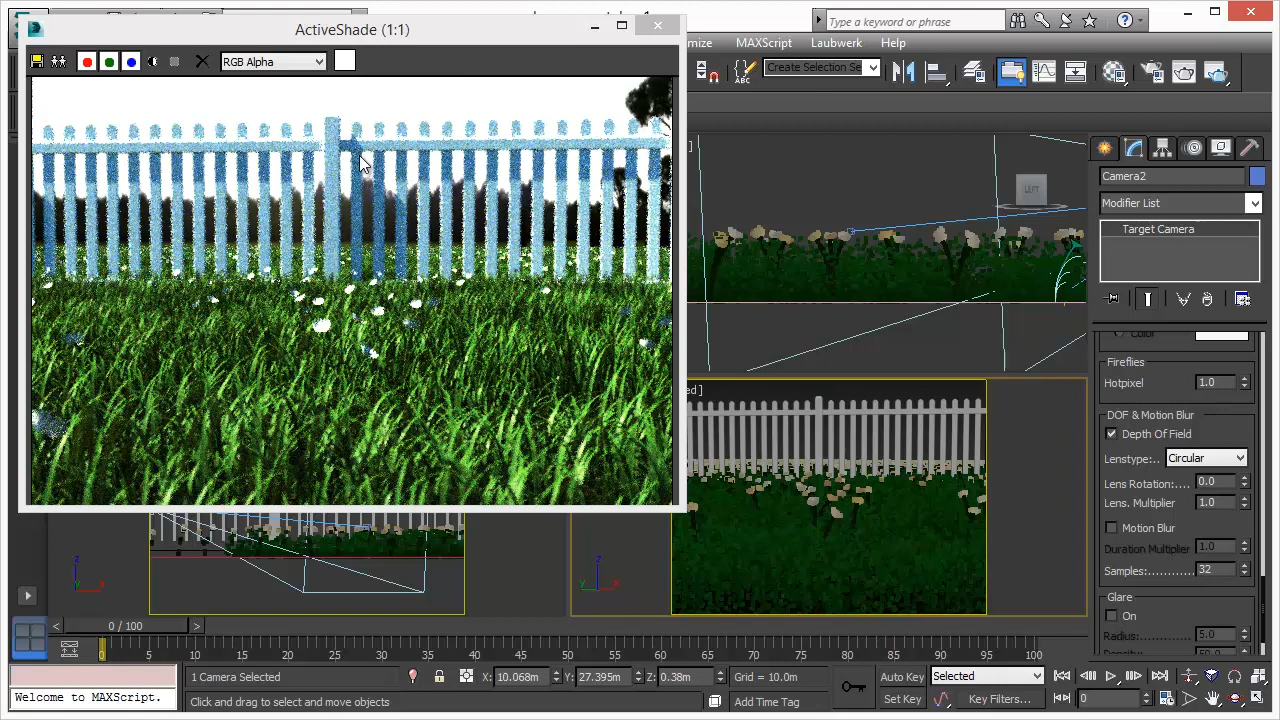 ActiveShade (1:1)
Type a keyword or phrase
MAXScript
Laubwerk
Help
RGB Alpha
Create Selection Se
LEFT
Camera2
Modifier List
Target Camera
Color
Fireflies
Hotpixel
1.0
DOF & Motion Blur
Depth Of Field
Lenstype:..
Circular
Lens Rotation:....
0.0
Lens. Multiplier
1.0
Motion Blur
Duration Multiplier
1.0
Samples:..........
32
Glare
On
Radius:
5.0
z
x
y
z
x
y
< 0 / 100 >
0 5 10 15 20 25 30 35 40 45 50 55 60 65 70 75 80 85 90 95 100
1 Camera Selected
X: 10.068m
Y: 27.395m
Z: 0.38m
Grid = 10.0m
Auto Key
Selected
Welcome to MAXScript.
Click and drag to select and move objects
Add Time Tag
Set Key
Key Filters...
0